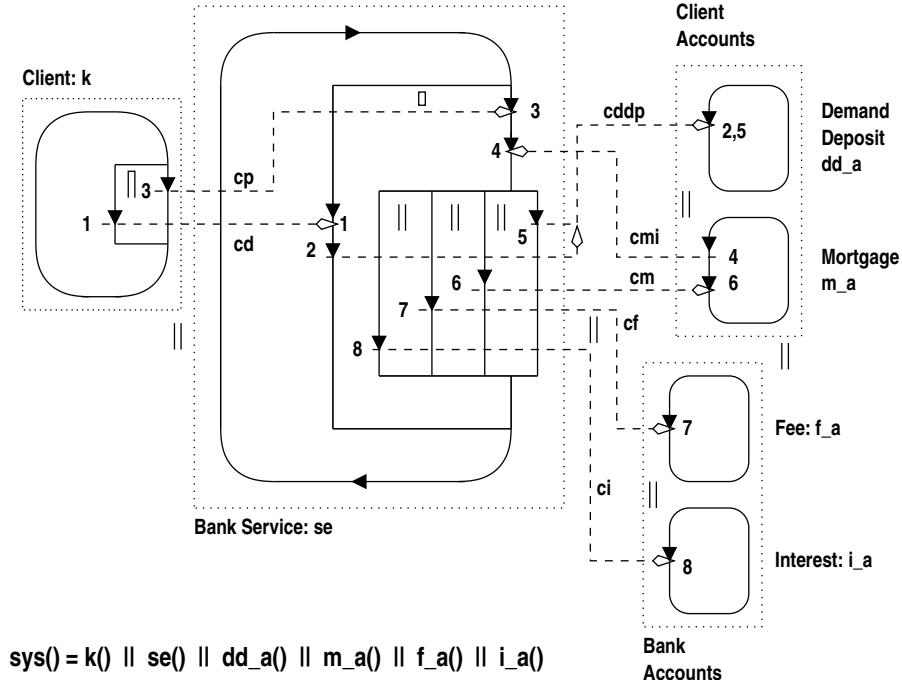 Client
Accounts
Client: k
3
cddp
Demand
Deposit
dd_a
2,5
4
cp
3
1
1
cd
2
5
cmi
4
Mortgage
m_a
6
cm
6
7
cf
8
7
Fee: f_a
ci
Bank Service: se
8
Interest: i_a
sys() = k() || se() || dd_a() || m_a() || f_a() || i_a()
Bank
Accounts